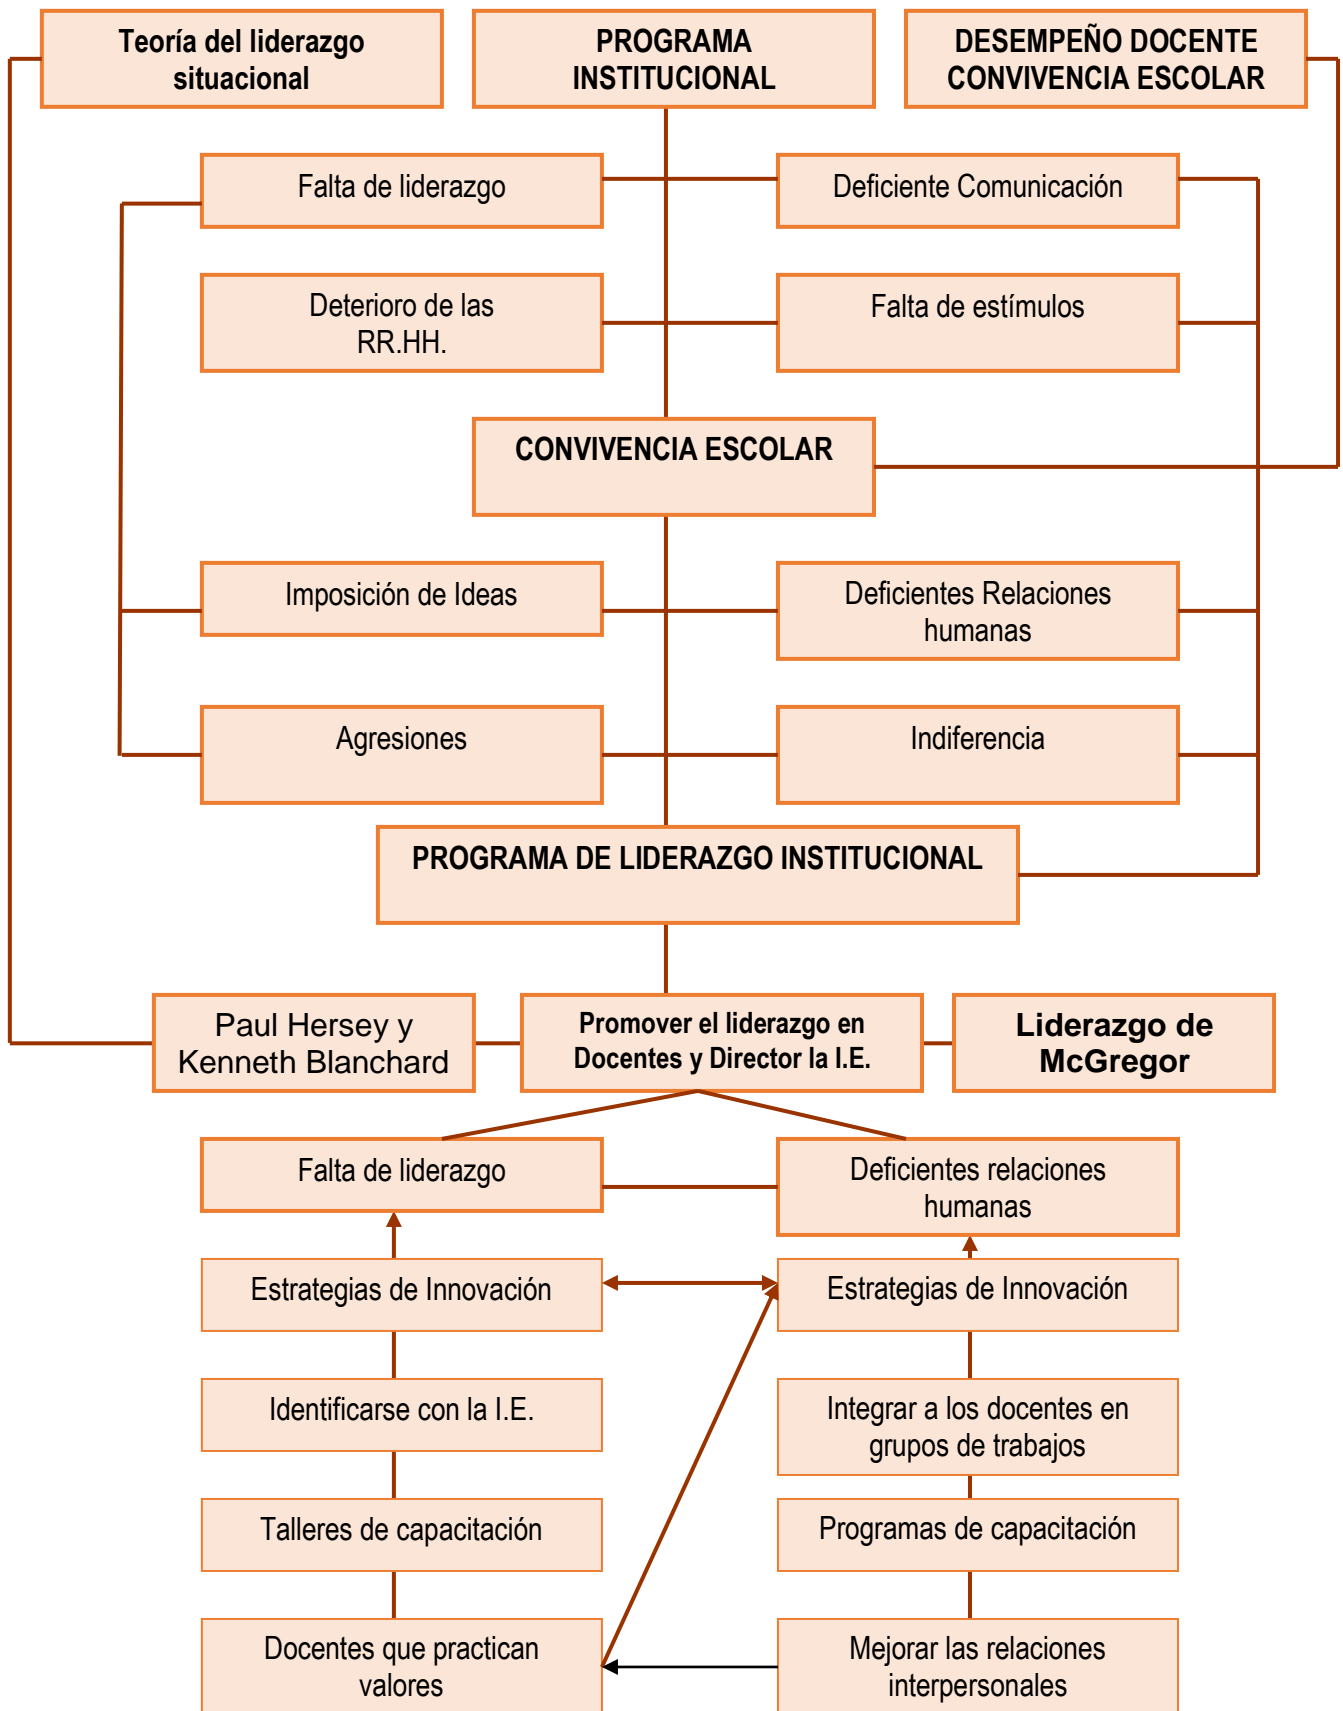 Teoría del liderazgo
situacional
PROGRAMA
INSTITUCIONAL
DESEMPEÑO DOCENTE
CONVIVENCIA ESCOLAR
Falta de liderazgo
Deficiente Comunicación
Deterioro de las
RR.HH.
Falta de estímulos
CONVIVENCIA ESCOLAR
Imposición de Ideas
Deficientes Relaciones
humanas
Agresiones
Indiferencia
PROGRAMA DE LIDERAZGO INSTITUCIONAL
Paul Hersey y
Kenneth Blanchard
Promover el liderazgo en
Docentes y Director la I.E.
Liderazgo de
McGregor
Falta de liderazgo
Deficientes relaciones
humanas
Estrategias de Innovación
Estrategias de Innovación
Identificarse con la I.E.
Integrar a los docentes en
grupos de trabajos
Talleres de capacitación
Programas de capacitación
Docentes que practican
valores
Mejorar las relaciones
interpersonales